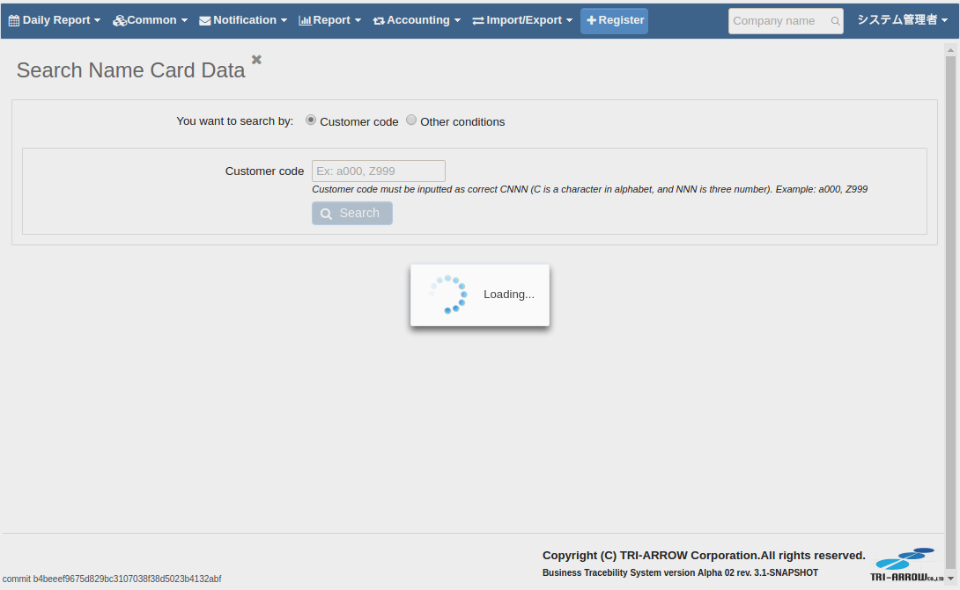 Daily Report Common Notification Report Accounting Import/Export Register Company name システム管理者
Search Name Card Data
You want to search by: Customer code Other conditions
Customer code Ex: a000, Z999
Customer code must be inputted as correct CNNN (C is a character in alphabet, and NNN is three number). Example: a000, Z999
Search
Loading...
Copyright (C) TRI-ARROW Corporation.All rights reserved.
Business Tracebility System version Alpha 02 rev. 3.1-SNAPSHOT
TRI-ARROW CO.,LTD
commit b4beeef9675d829bc3107038f38d5023b4132abf